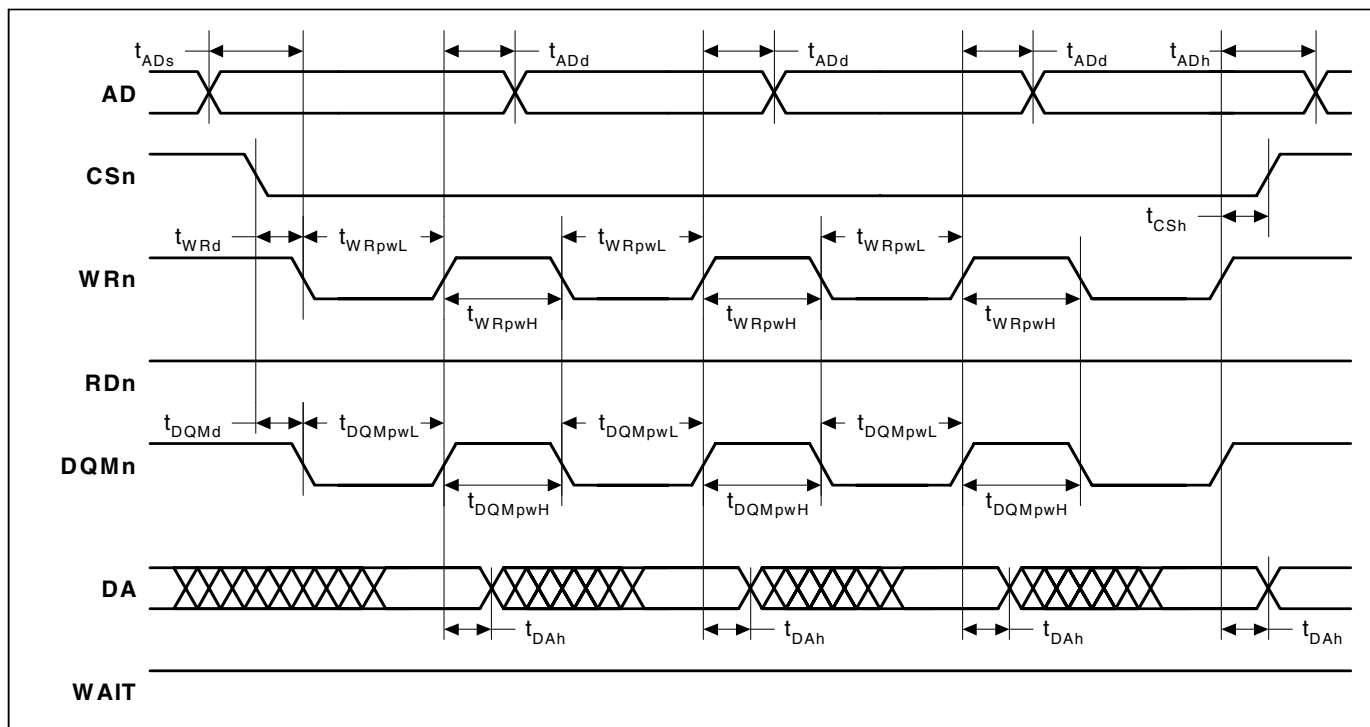 tADs tADd tADd tADd tADh
AD
CSn
tWRd tWRpwL tWRpwL tWRpwL tCSh
WRn
tWRpwH tWRpwH tWRpwH
RDn
tDQMd tDQMpwL tDQMpwL tDQMpwL
DQMn
tDQMpwH tDQMpwH tDQMpwH
DA
tDAh tDAh tDAh tDAh
WAIT